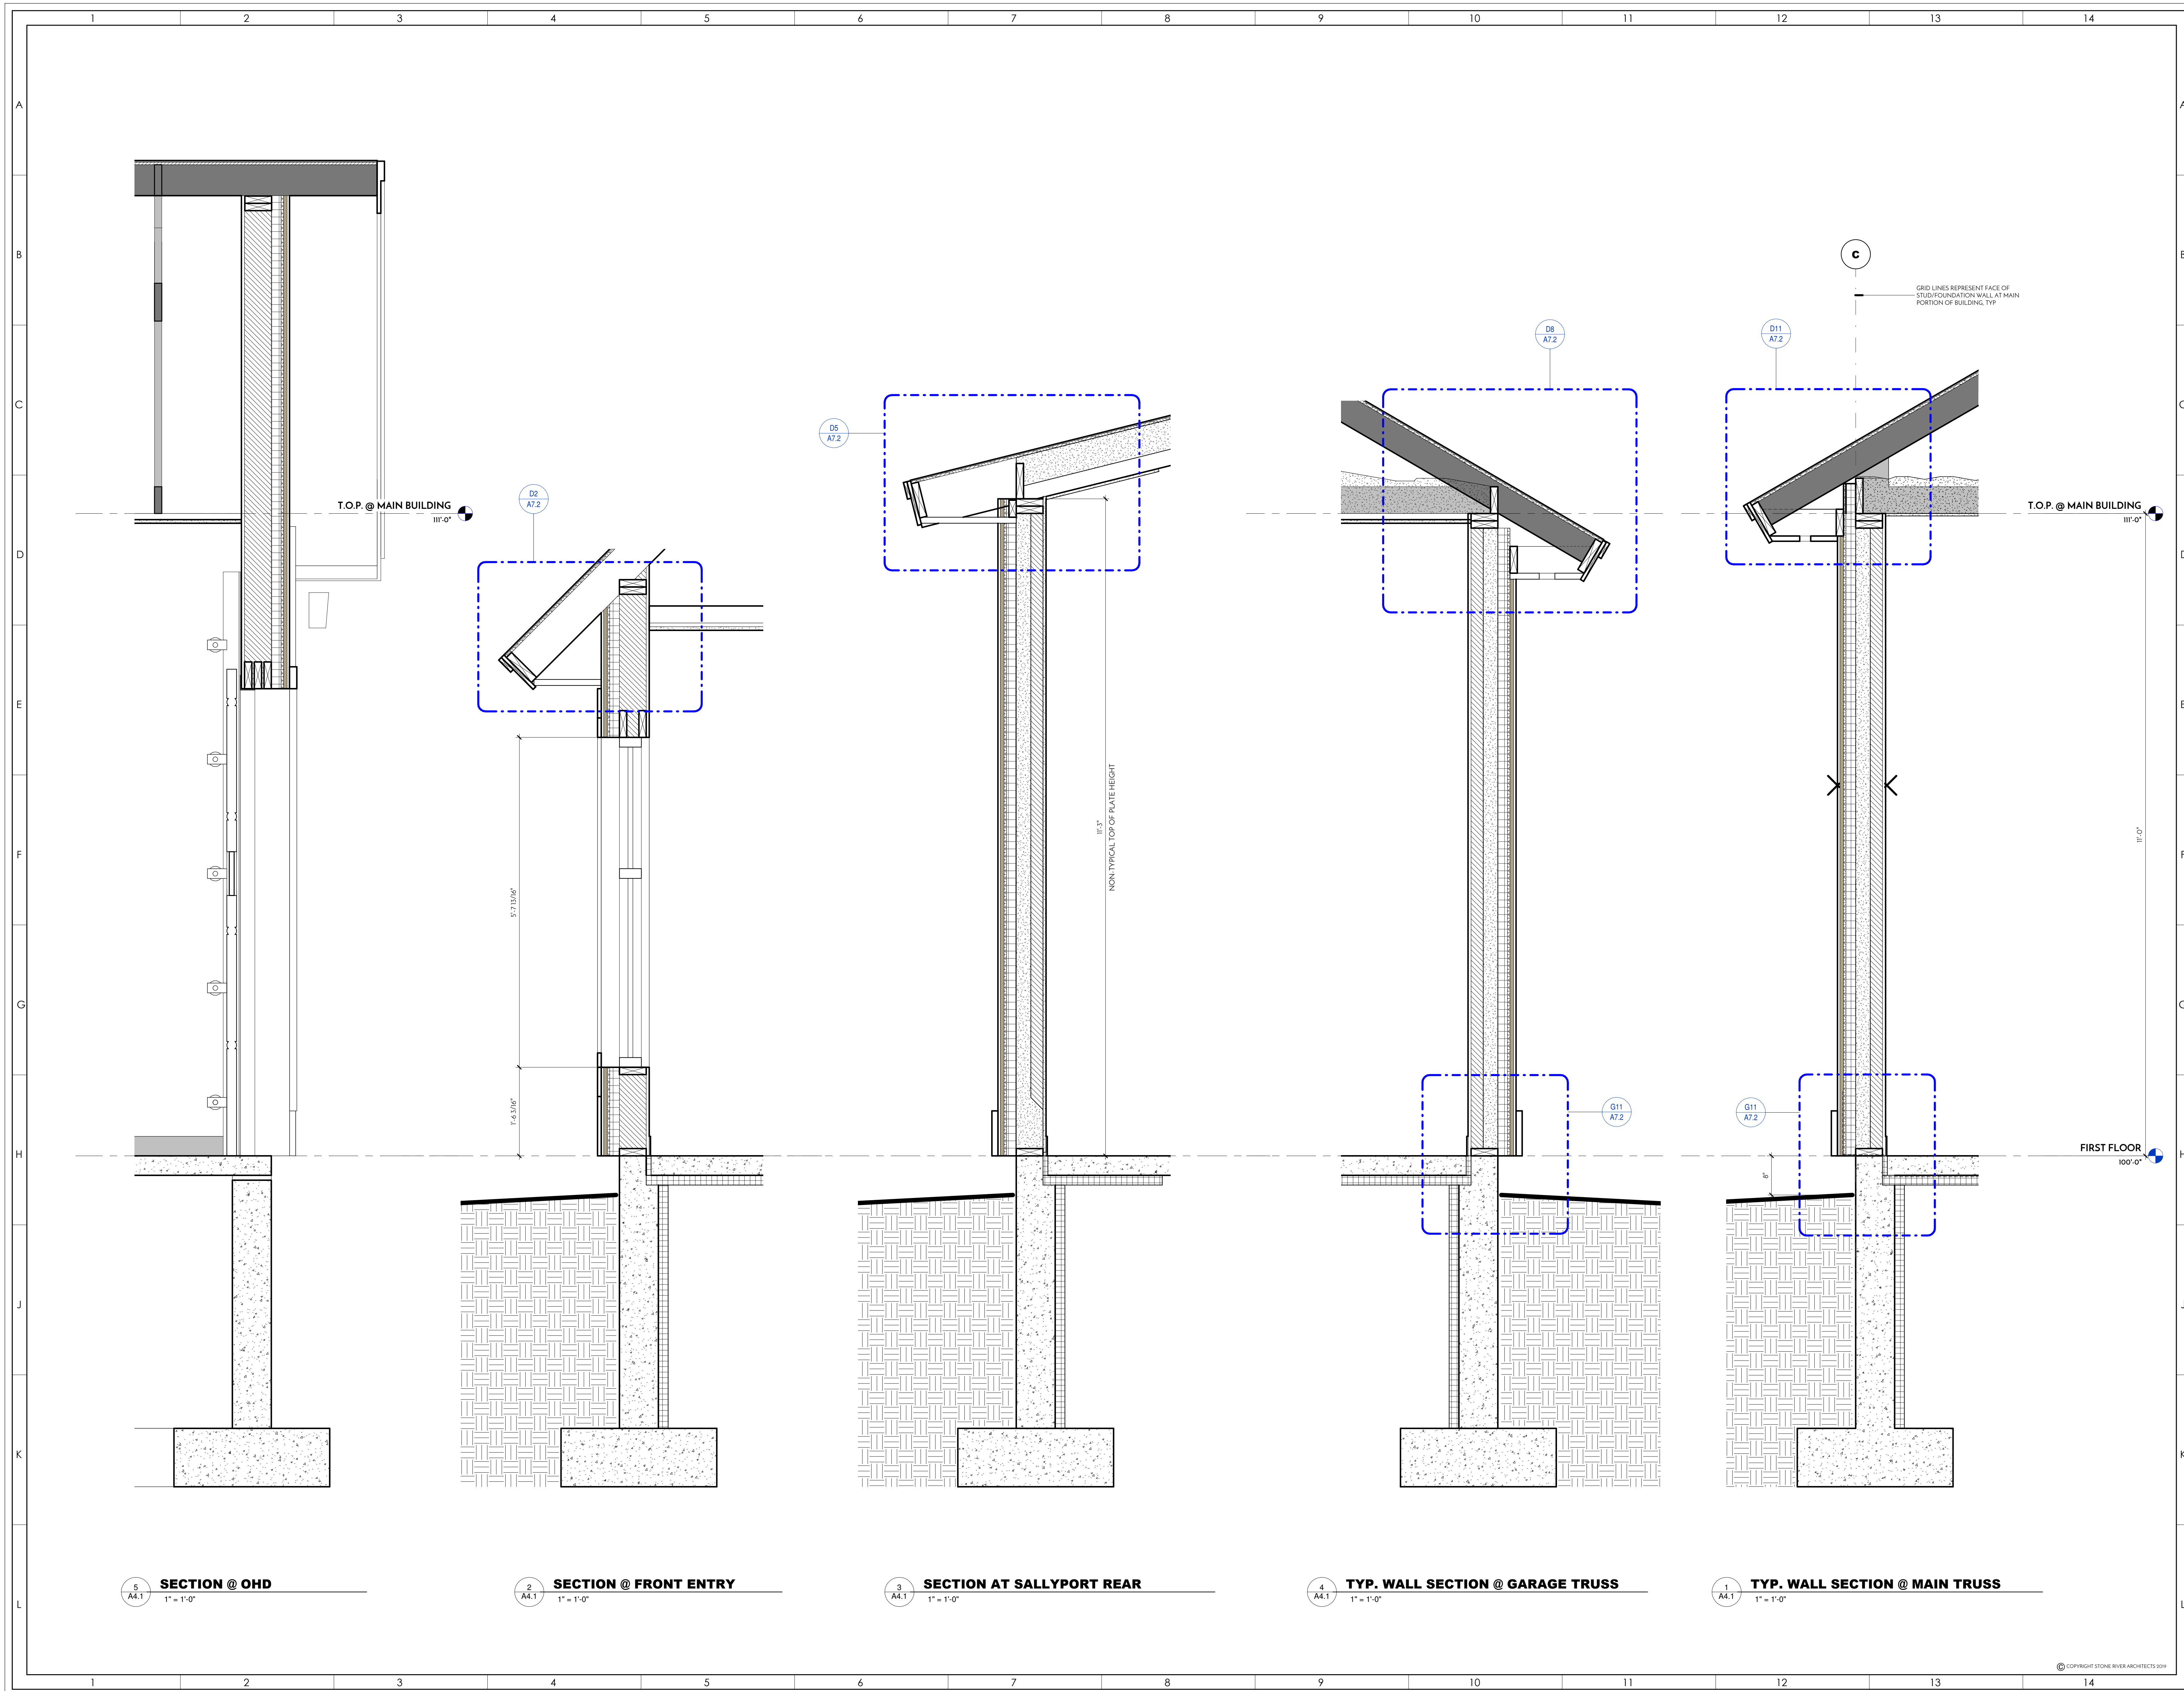 1 2 3 4 5 6 7 8 9 10 11 12 13 14
A
A
B
C
B
GRID LINES REPRESENT FACE OF
STUD/FOUNDATION WALL AT MAIN
PORTION OF BUILDING, TYP
D8
A7.2
D11
A7.2
C
C
D5
A7.2
D2
A7.2
T.O.P. @ MAIN BUILDING
111'-0"
T.O.P. @ MAIN BUILDING
111'-0"
D
D
E
E
NON-TYPICAL TOP OF PLATE HEIGHT
11'-3"
11'-0"
F
F
5'-7 13/16"
G
G
1'-6 3/16"
G11
A7.2
G11
A7.2
H
H
FIRST FLOOR
100'-0"
8"
J
J
K
K
5
A4.1
SECTION @ OHD
1" = 1'-0"
2
A4.1
SECTION @ FRONT ENTRY
1" = 1'-0"
3
A4.1
SECTION AT SALLYPORT REAR
1" = 1'-0"
4
A4.1
TYP. WALL SECTION @ GARAGE TRUSS
1" = 1'-0"
1
A4.1
TYP. WALL SECTION @ MAIN TRUSS
1" = 1'-0"
L
L
© COPYRIGHT STONE RIVER ARCHITECTS 2019
1 2 3 4 5 6 7 8 9 10 11 12 13 14